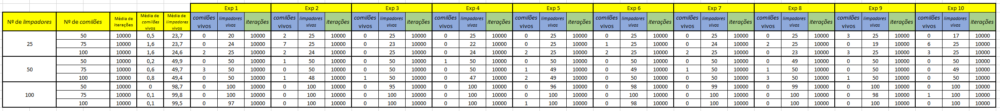 Exp 1 Exp 2 Exp 3 Exp 4 Exp 5 Exp 6 Exp 7 Exp 8 Exp 9 Exp 10
Nº de limpadores Nº de comilões Média de iterações Média de comilões vivos Média de limpadores vivos comilões vivos limpadores vivos iterações comilões vivos limpadores vivos iterações comilões vivos limpadores vivos iterações comilões vivos limpadores vivos iterações comilões vivos limpadores vivos iterações comilões vivos limpadores vivos iterações comilões vivos limpadores vivos iterações comilões vivos limpadores vivos iterações comilões vivos limpadores vivos iterações comilões vivos limpadores vivos iterações
50 10000 0,5 23,7 0 20 10000 2 25 10000 0 25 10000 0 25 10000 0 25 10000 0 25 10000 0 25 10000 0 25 10000 3 25 10000 0 17 10000
25 75 10000 1,6 23,7 0 24 10000 7 25 10000 0 23 10000 0 22 10000 0 25 10000 1 25 10000 0 24 10000 2 25 10000 0 19 10000 6 25 10000
100 10000 1,6 24,6 2 25 10000 2 24 10000 0 25 10000 0 24 10000 2 25 10000 2 25 10000 2 25 10000 0 23 10000 3 25 10000 3 25 10000
50 10000 0,2 49,9 0 50 10000 1 50 10000 0 50 10000 1 50 10000 0 50 10000 0 50 10000 0 50 10000 0 49 10000 0 50 10000 0 50 10000
50 75 10000 0,6 49,7 3 50 10000 0 50 10000 0 50 10000 0 50 10000 1 49 10000 0 49 10000 1 50 10000 1 50 10000 0 50 10000 0 49 10000
100 10000 0,8 49,4 0 50 10000 1 48 10000 1 50 10000 0 47 10000 2 49 10000 0 50 10000 0 50 10000 3 50 10000 1 50 10000 0 50 10000
50 10000 0 98,7 0 100 10000 0 100 10000 0 95 10000 0 100 10000 0 96 10000 0 98 10000 0 99 10000 0 99 10000 0 100 10000 0 100 10000
100 75 10000 0,1 99,8 0 100 10000 0 100 10000 0 100 10000 0 100 10000 0 100 10000 0 100 10000 0 100 10000 0 100 10000 0 98 10000 1 100 10000
100 10000 0,1 99,5 0 97 10000 0 100 10000 0 100 10000 0 100 10000 1 100 10000 0 98 10000 0 100 10000 0 100 10000 0 100 10000 0 100 10000